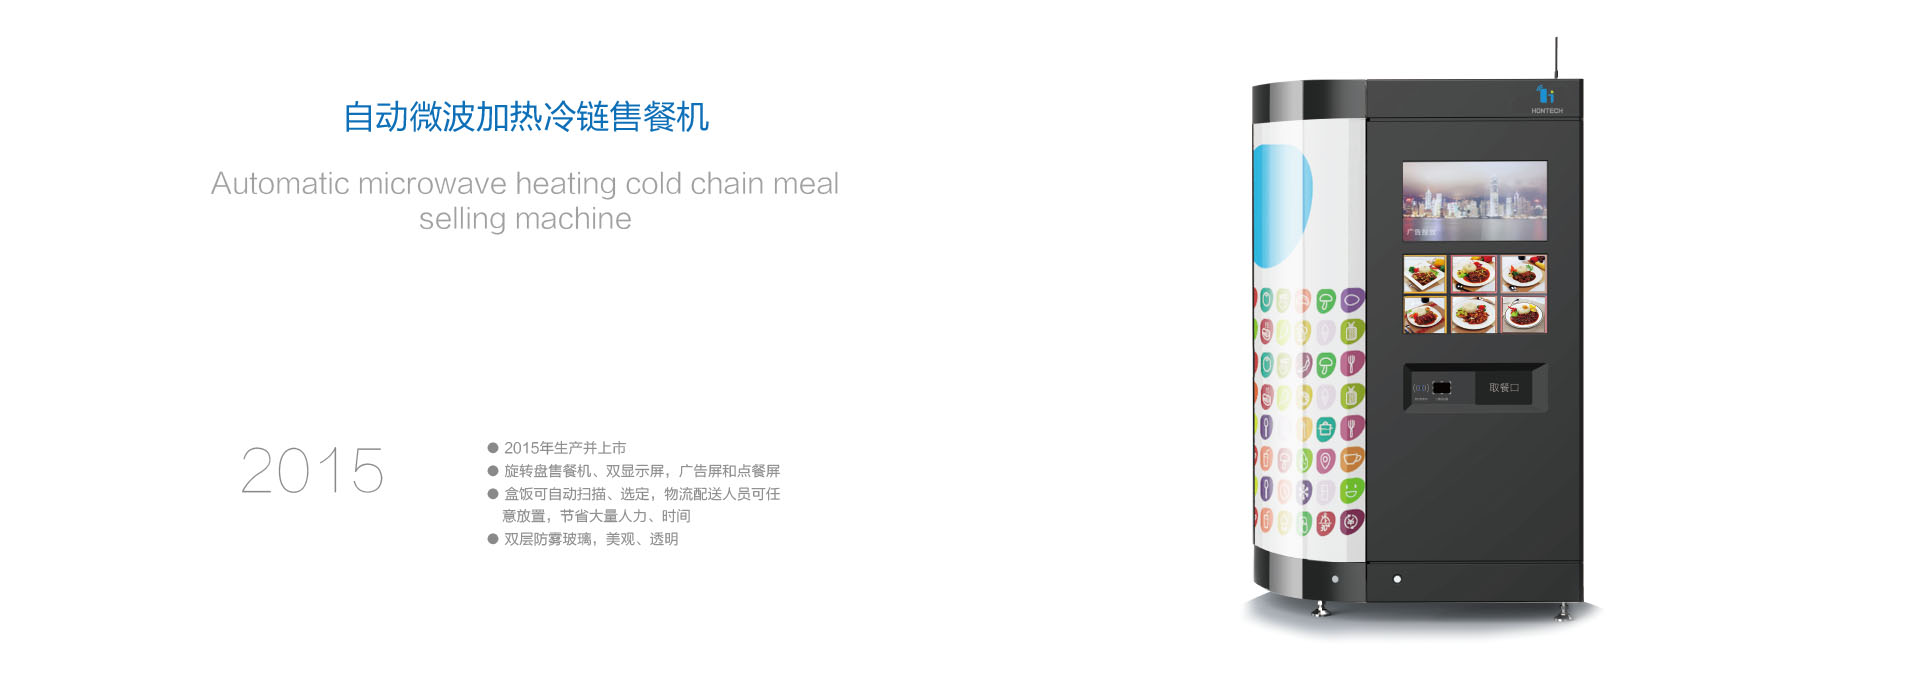 自动微波加热冷链售餐机
Automatic microwave heating cold chain meal
selling machine
2015
● 2015年生产并上市
● 旋转盘售餐机、双显示屏，广告屏和点餐屏
● 盒饭可自动扫描、选定，物流配送人员可任
意放置，节省大量人力、时间
● 双层防雾玻璃，美观、透明
HONTECH
取餐口